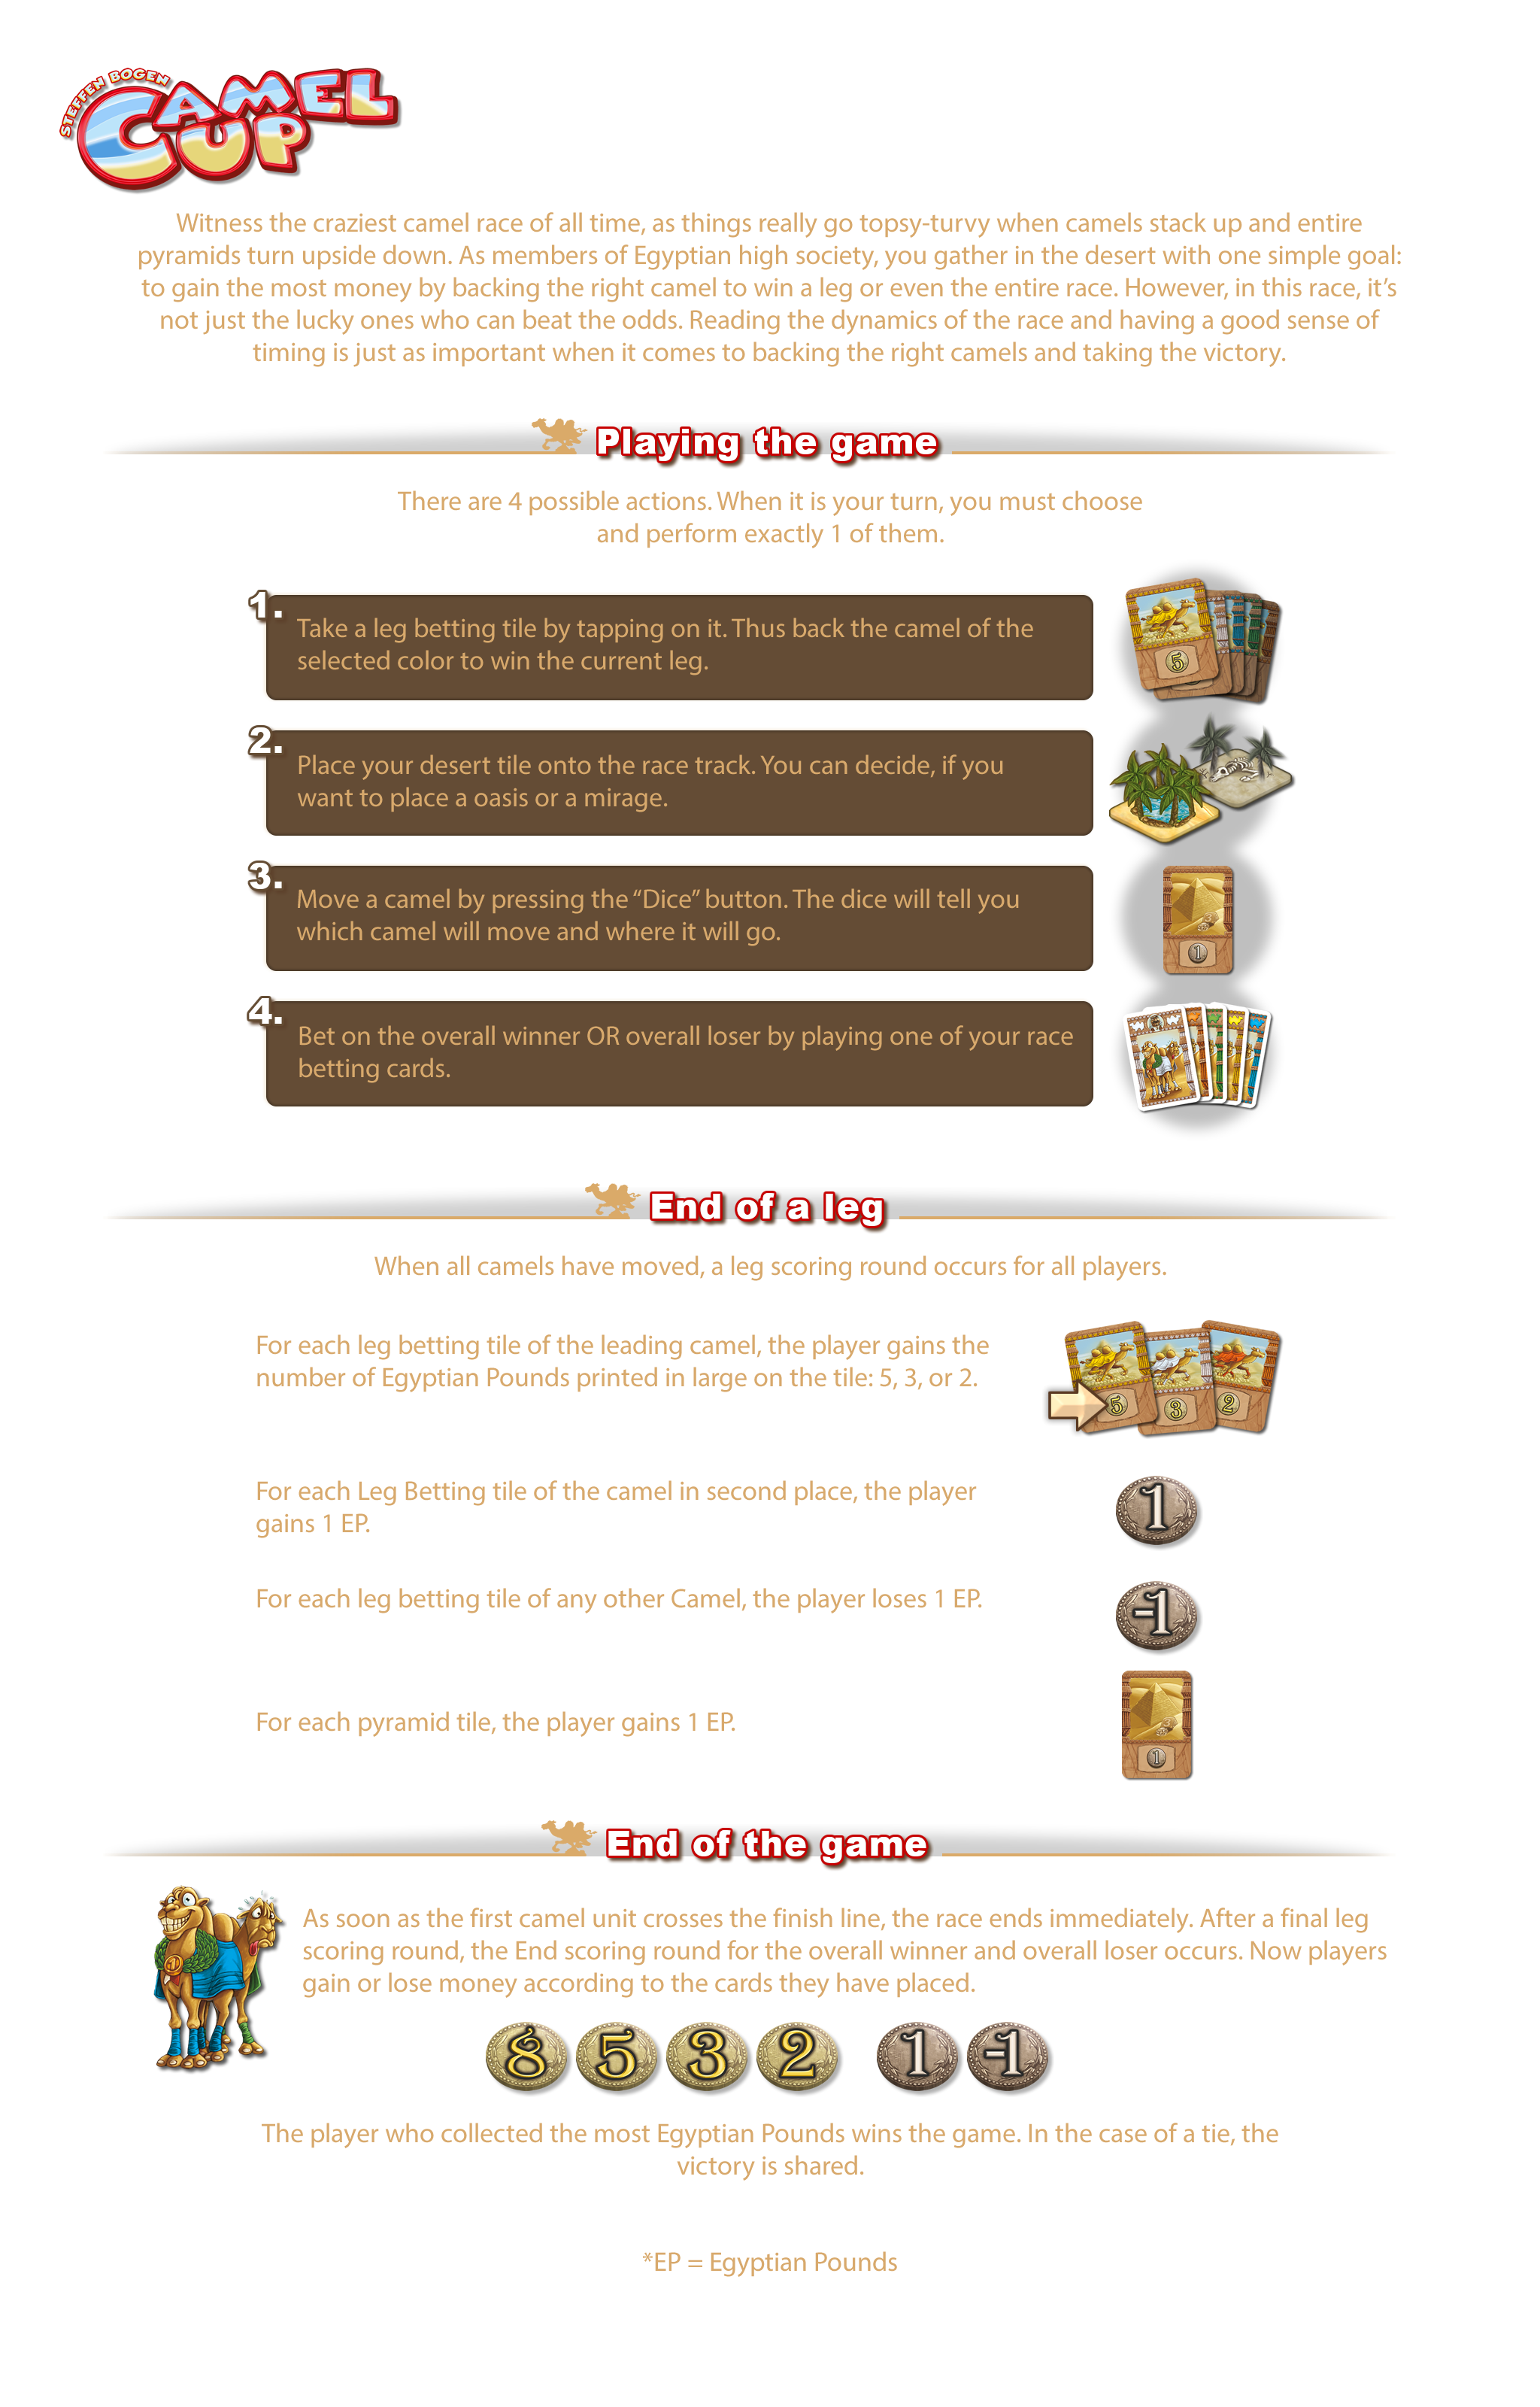 STEFFEN BOGEN
CAMEL
CUP
Witness the craziest camel race of all time, as things really go topsy-turvy when camels stack up and entire
pyramids turn upside down. As members of Egyptian high society, you gather in the desert with one simple goal:
to gain the most money by backing the right camel to win a leg or even the entire race. However, in this race, it’s
not just the lucky ones who can beat the odds. Reading the dynamics of the race and having a good sense of
timing is just as important when it comes to backing the right camels and taking the victory.
Playing the game
There are 4 possible actions. When it is your turn, you must choose
and perform exactly 1 of them.
1.
Take a leg betting tile by tapping on it. Thus back the camel of the
selected color to win the current leg.
5
2.
Place your desert tile onto the race track. You can decide, if you
want to place a oasis or a mirage.
3.
Move a camel by pressing the “Dice” button. The dice will tell you
which camel will move and where it will go.
1
4.
Bet on the overall winner OR overall loser by playing one of your race
betting cards.
End of a leg
When all camels have moved, a leg scoring round occurs for all players.
For each leg betting tile of the leading camel, the player gains the
number of Egyptian Pounds printed in large on the tile: 5, 3, or 2.
5 3 2
For each Leg Betting tile of the camel in second place, the player
gains 1 EP.
1
For each leg betting tile of any other Camel, the player loses 1 EP.
-1
For each pyramid tile, the player gains 1 EP.
1
End of the game
As soon as the first camel unit crosses the finish line, the race ends immediately. After a final leg
scoring round, the End scoring round for the overall winner and overall loser occurs. Now players
gain or lose money according to the cards they have placed.
1
8 5 3 2 1 -1
The player who collected the most Egyptian Pounds wins the game. In the case of a tie, the
victory is shared.
*EP = Egyptian Pounds